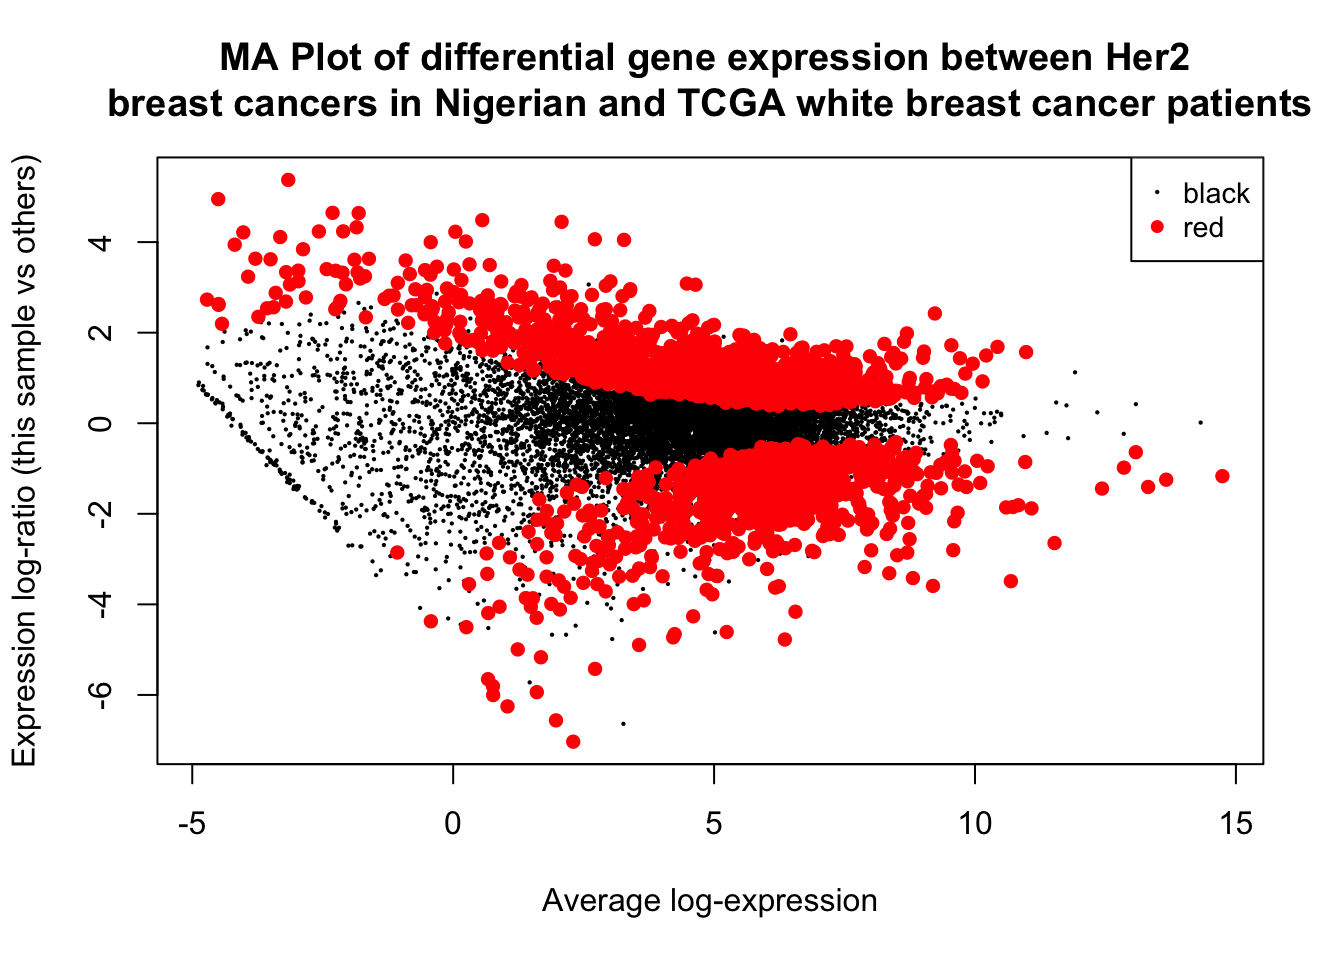 MA Plot of differential gene expression between Her2
breast cancers in Nigerian and TCGA white breast cancer patients
Expression log-ratio (this sample vs others)
4
2
0
-2
-4
-6
black
red
-5
0
5
10
15
Average log-expression